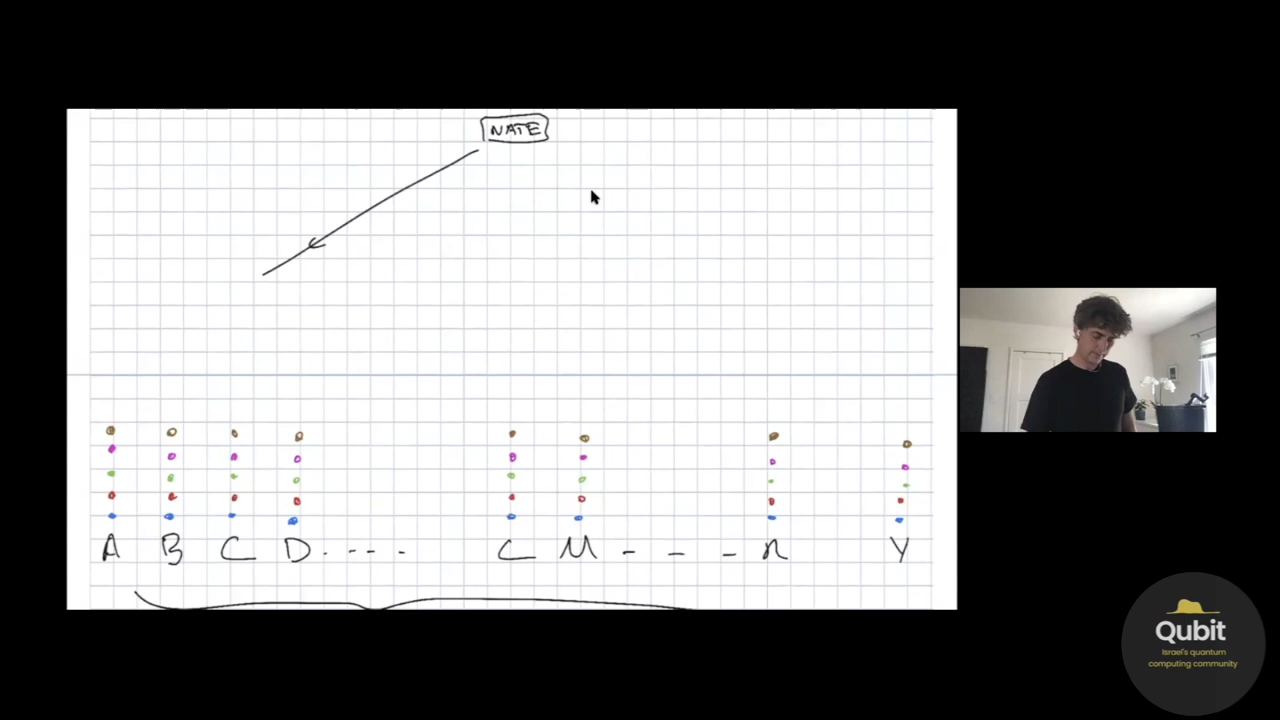 NATE
A B C D . - - - . C M - - - n Y
Qubit
Israel's quantum
computing community